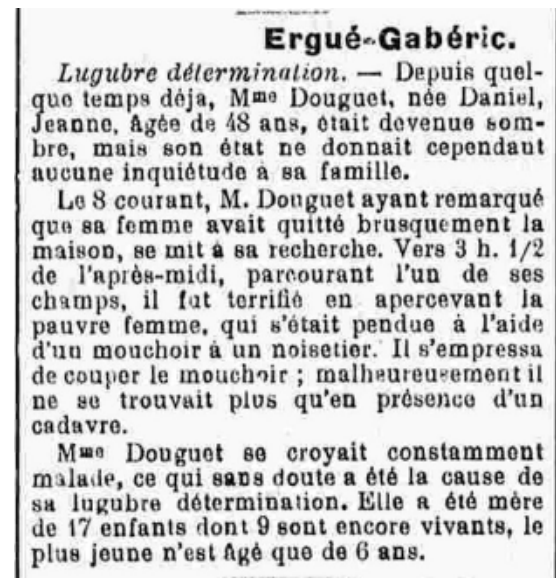 Ergué-Gabéric.
Lugubre détermination. — Depuis quel-
que temps déja, Mme Douguet, née Daniel,
Jeanne, âgée de 48 ans, était devenue som-
bre, mais son état ne donnait cependant
aucune inquiétude à sa famille.
Le 8 courant, M. Douguet ayant remarqué
que sa femme avait quitté brusquement la
maison, se mit à sa recherche. Vers 3 h. 1/2
de l'après-midi, parcourant l'un de ses
champs, il fut terrifié en apercevant la
pauvre femme, qui s'était pendue à l'aide
d'un mouchoir à un noisetier. Il s'empressa
de couper le mouchoir ; malheureusement il
ne se trouvait plus qu'en présence d'un
cadavre.
Mme Douguet se croyait constamment
malade, ce qui sans doute a été la cause de
sa lugubre détermination. Elle a été mère
de 17 enfants dont 9 sont encore vivants, le
plus jeune n'est âgé que de 6 ans.